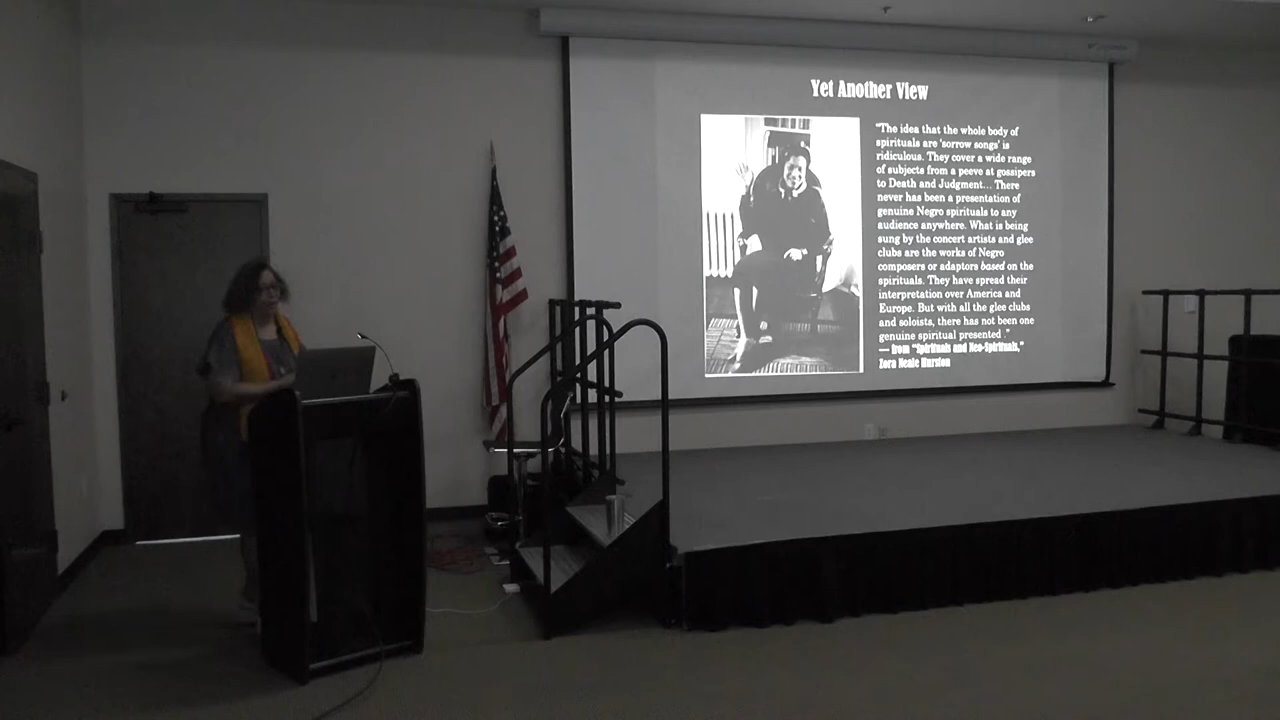 Yet Another View
"The idea that the whole body of
spirituals are 'sorrow songs' is
ridiculous. They cover a wide range
of subjects from a peeve at gossipers
to Death and Judgment... There
never has been a presentation of
genuine Negro spirituals to any
audience anywhere. What is being
sung by the concert artists and glee
clubs are the works of Negro
composers or adaptors based on the
spirituals. They have spread their
interpretation over America and
Europe. But with all the glee clubs
and soloists, there has not been one
genuine spiritual presented ."
— from "Spirituals and Neo-Spirituals,"
Zora Neale Hurston